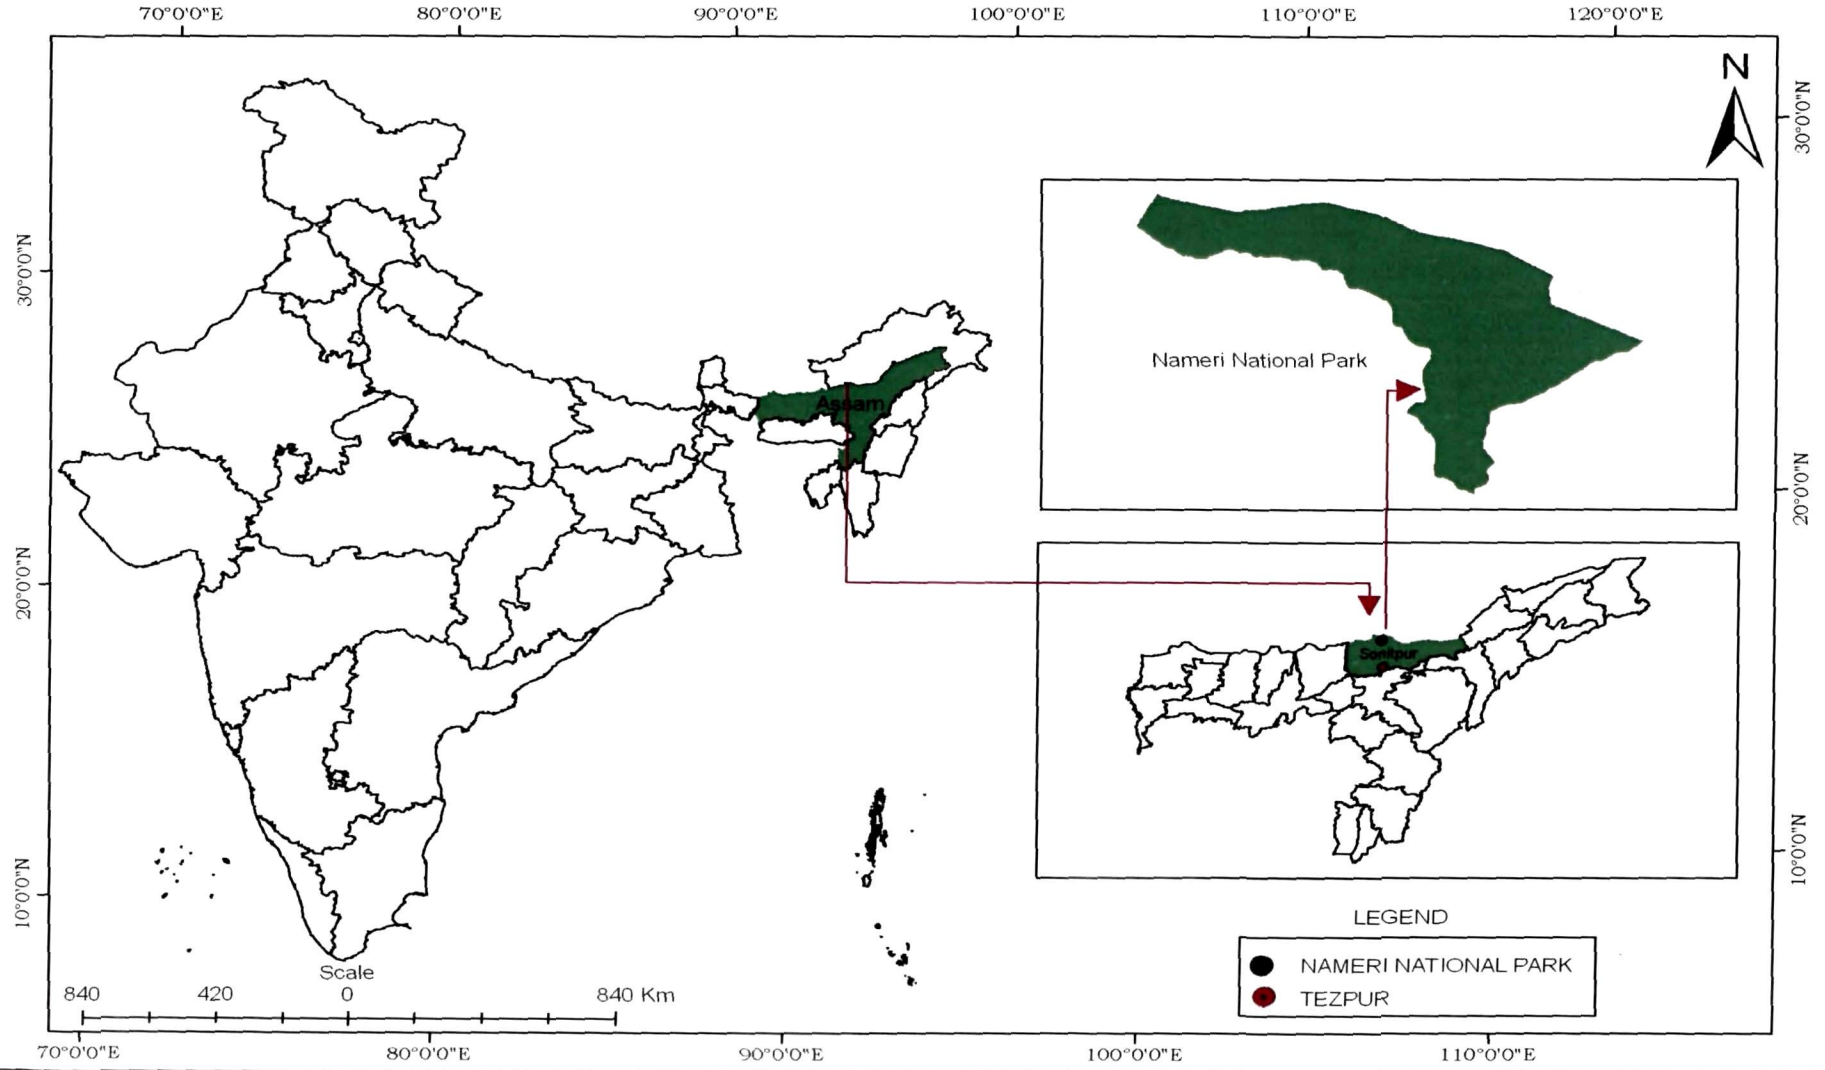 70°0'0"E 80°0'0"E 90°0'0"E 100°0'0"E 110°0'0"E 120°0'0"E
N
30°0'0"N
30°0'0"N
Nameri National Park
Assam
20°0'0"N
20°0'0"N
Sonitpur
10°0'0"N
10°0'0"N
LEGEND
NAMERI NATIONAL PARK
TEZPUR
Scale
840 420 0 840 Km
70°0'0"E 80°0'0"E 90°0'0"E 100°0'0"E 110°0'0"E